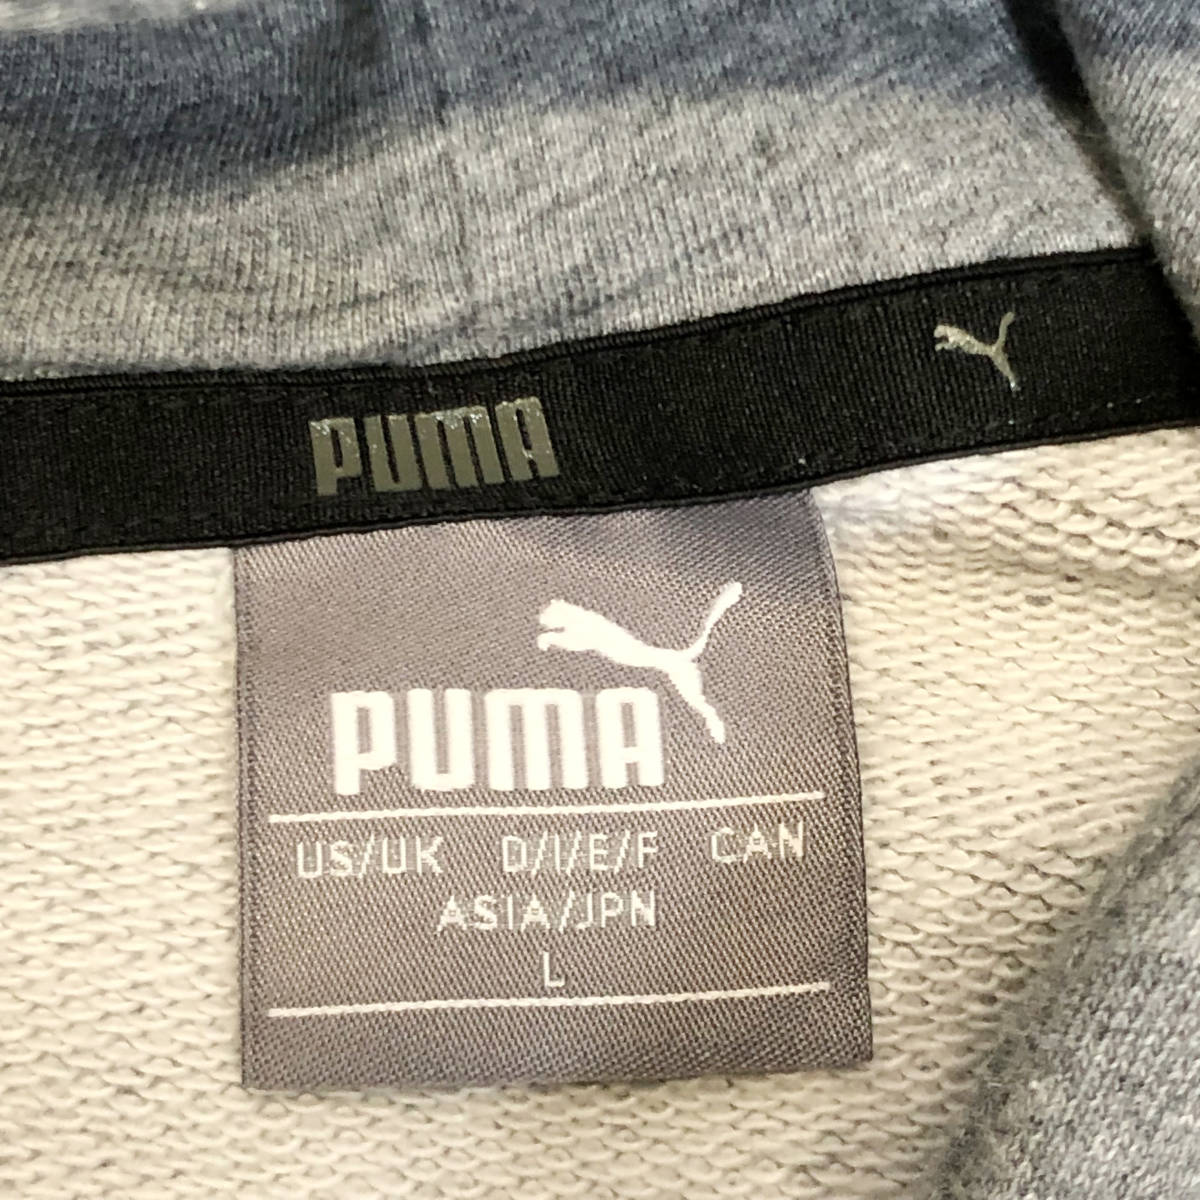 PUMA
PUMA
US/UK D/I/E/F CAN
ASIA/JPN
L